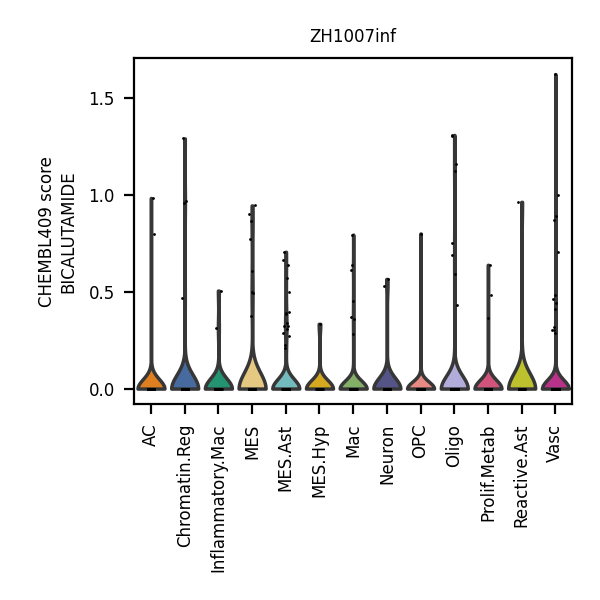 ZH1007inf
CHEMBL409 score
BICALUTAMIDE
1.5
1.0
0.5
0.0
AC
Chromatin.Reg
Inflammatory.Mac
MES
MES.Ast
MES.Hyp
Mac
Neuron
OPC
Oligo
Prolif.Metab
Reactive.Ast
Vasc